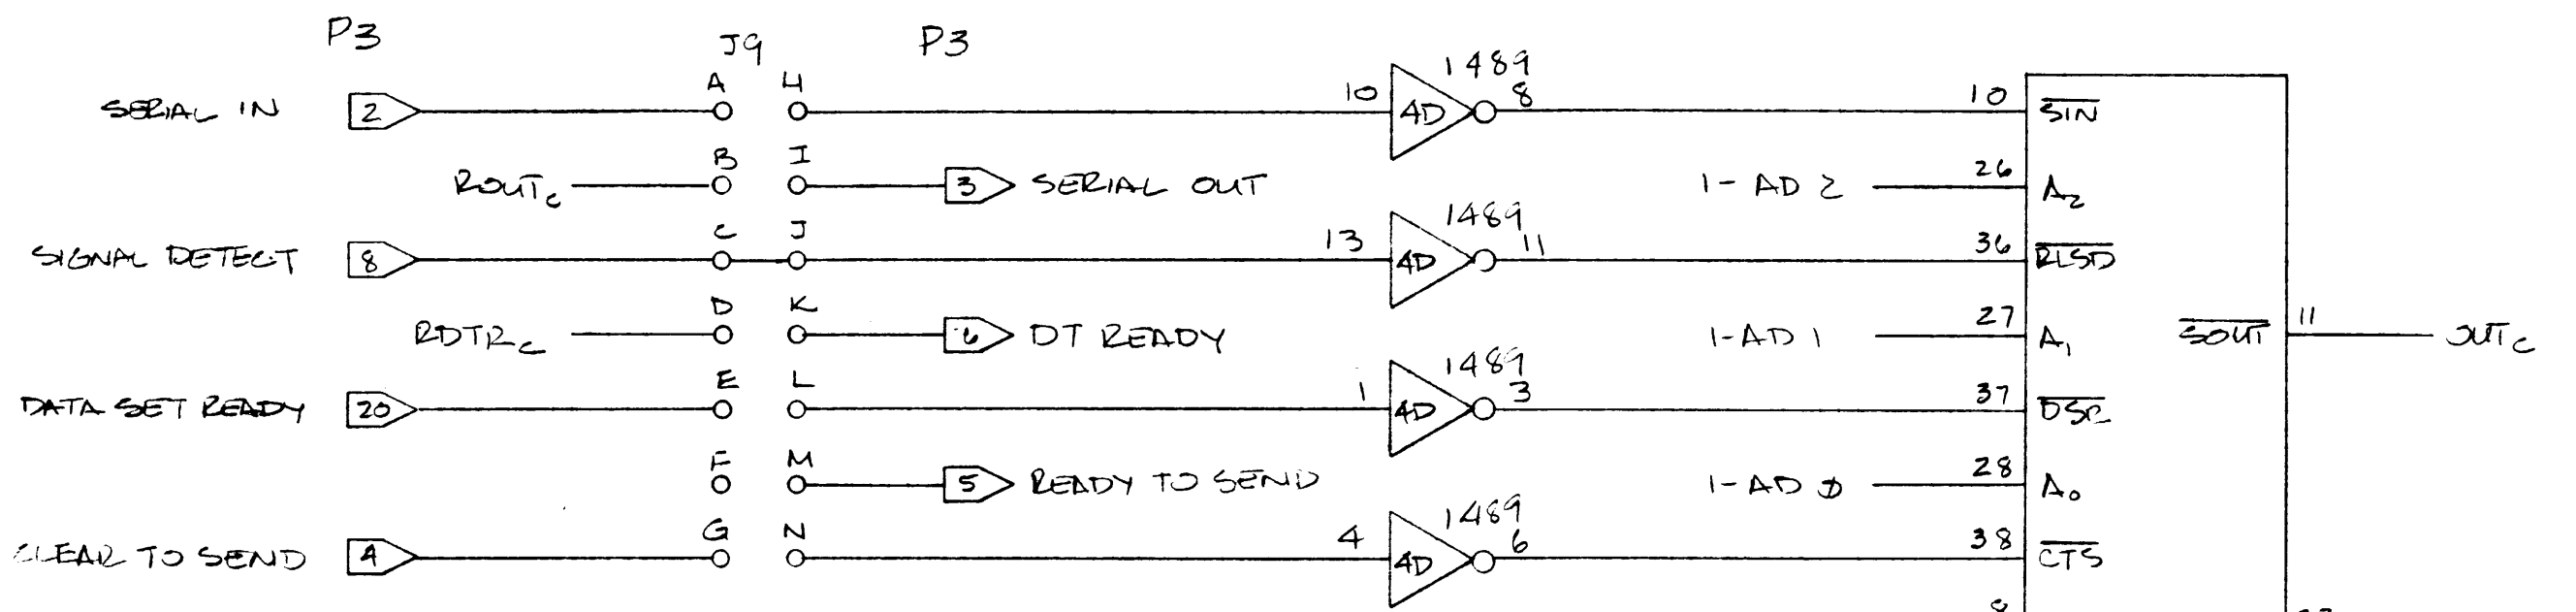 P3 J9 P3
A H 1489
SERIAL IN 2 10 4D 8 10 SIN
B I
ROUTc 3 SERIAL OUT 1-AD 2 26 A2
C J 1489
SIGNAL DETECT 8 13 4D 11 36 RLSD
D K
RDTRc 6 DT READY 1-AD 1 27 A1 SOUT 11 OUTc
E L 1489
DATA SET READY 20 1 4D 3 37 DSR
F M
5 READY TO SEND 1-AD 0 28 A0
G N 1489
CLEAR TO SEND 4 4 4D 6 38 CTS
8